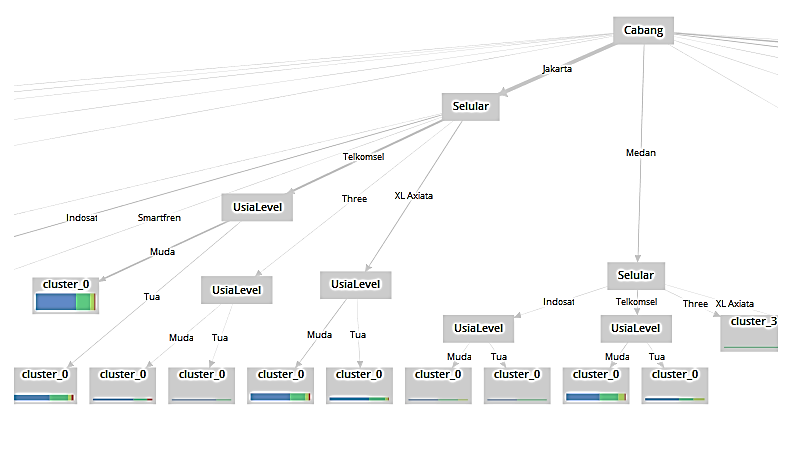 Cabang
Jakarta
Selular
Medan
Telkomsel
Three
XL Axiata
UsiaLevel
Indosat
Smartfren
Muda
Tua
cluster_0
UsiaLevel
UsiaLevel
Selular
Indosat
Telkomsel
Three
XL Axiata
UsiaLevel
UsiaLevel
cluster_3
Muda
Tua
Muda
Tua
Muda
Tua
Muda
Tua
cluster_0
cluster_0
cluster_0
cluster_0
cluster_0
cluster_0
cluster_0
cluster_0
cluster_0